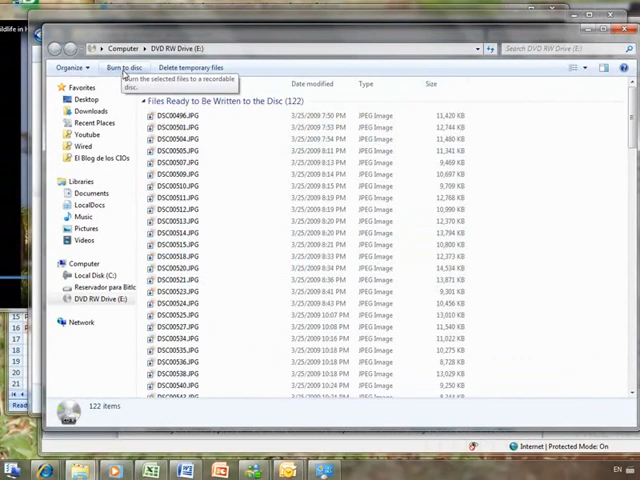 ildlife in H
Computer ▸ DVD RW Drive (E:)
Search DVD RW Drive (E:)
Organize Burn to disc Delete temporary files
Burn the selected files to a recordable
disc.
Date modified Type Size
Favorites
Desktop
Downloads
Recent Places
Youtube
Wired
El Blog de los CIOs
Libraries
Documents
LocalDocs
Music
Pictures
Videos
Computer
Local Disk (C:)
Reservador para Bitlc
DVD RW Drive (E:)
Network
Files Ready to Be Written to the Disc (122)
DSC00496.JPG 3/25/2009 7:50 PM JPEG Image 11,420 KB
DSC00501.JPG 3/25/2009 7:53 PM JPEG Image 12,744 KB
DSC00504.JPG 3/25/2009 7:54 PM JPEG Image 11,480 KB
DSC00505.JPG 3/25/2009 8:11 PM JPEG Image 11,341 KB
DSC00507.JPG 3/25/2009 8:13 PM JPEG Image 9,469 KB
DSC00509.JPG 3/25/2009 8:14 PM JPEG Image 10,697 KB
DSC00510.JPG 3/25/2009 8:15 PM JPEG Image 9,709 KB
DSC00511.JPG 3/25/2009 8:19 PM JPEG Image 12,768 KB
DSC00512.JPG 3/25/2009 8:19 PM JPEG Image 10,990 KB
DSC00513.JPG 3/25/2009 8:20 PM JPEG Image 12,370 KB
DSC00514.JPG 3/25/2009 8:20 PM JPEG Image 13,794 KB
DSC00515.JPG 3/25/2009 8:21 PM JPEG Image 10,800 KB
DSC00518.JPG 3/25/2009 8:33 PM JPEG Image 12,373 KB
DSC00520.JPG 3/25/2009 8:34 PM JPEG Image 14,534 KB
DSC00521.JPG 3/25/2009 8:36 PM JPEG Image 13,871 KB
DSC00523.JPG 3/25/2009 8:41 PM JPEG Image 9,301 KB
DSC00524.JPG 3/25/2009 8:43 PM JPEG Image 10,456 KB
DSC00525.JPG 3/25/2009 10:07 PM JPEG Image 13,010 KB
DSC00527.JPG 3/25/2009 10:08 PM JPEG Image 11,540 KB
DSC00534.JPG 3/25/2009 10:16 PM JPEG Image 11,022 KB
DSC00535.JPG 3/25/2009 10:16 PM JPEG Image 10,275 KB
DSC00536.JPG 3/25/2009 10:18 PM JPEG Image 8,728 KB
DSC00538.JPG 3/25/2009 10:18 PM JPEG Image 13,029 KB
DSC00540.JPG 3/25/2009 10:24 PM JPEG Image 9,250 KB
122 items
15
16
17
18
19
20
21
Ready
Internet | Protected Mode: On
EN